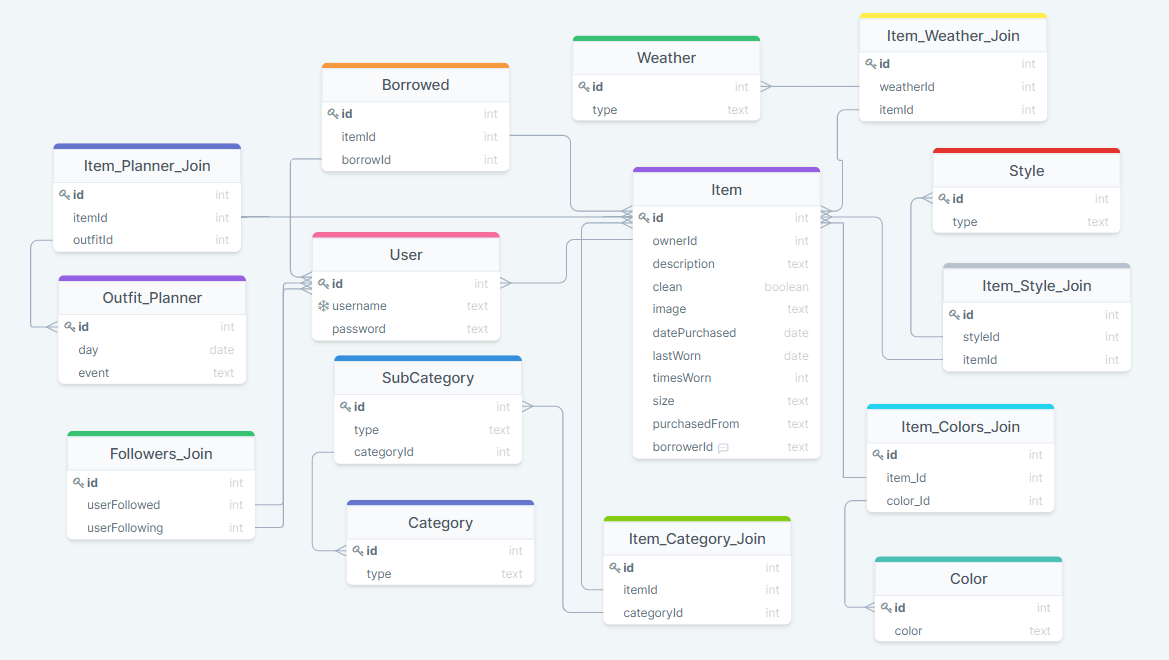 Item_Weather_Join
id int
weatherId int
itemId int
Weather
id int
type text
Borrowed
id int
itemId int
borrowId int
Item_Planner_Join
id int
itemId int
outfitId int
Style
id int
type text
Item
id int
ownerId int
description text
clean boolean
image text
datePurchased date
lastWorn date
timesWorn int
size text
purchasedFrom text
borrowerId text
User
id int
username text
password text
Outfit_Planner
id int
day date
event text
Item_Style_Join
id int
styleId int
itemId int
SubCategory
id int
type text
categoryId int
Followers_Join
id int
userFollowed int
userFollowing int
Item_Colors_Join
id int
item_Id int
color_Id int
Category
id int
type text
Item_Category_Join
id int
itemId int
categoryId int
Color
id int
color text